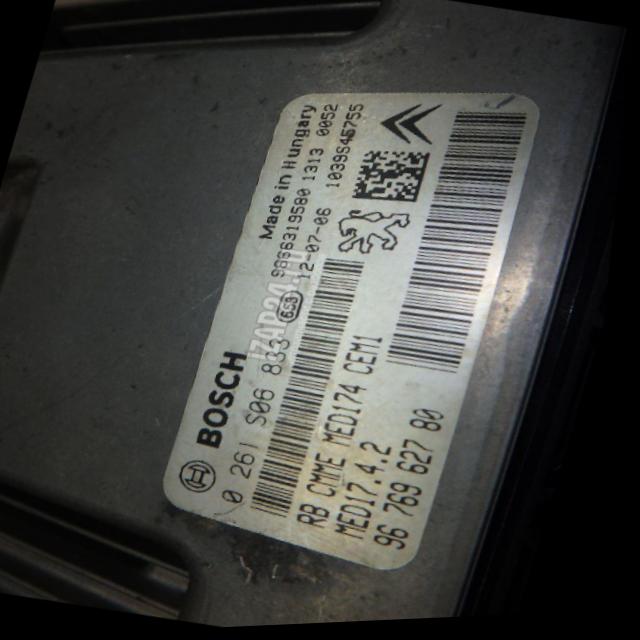 BOSCH
Made in Hungary
0 261 S06 833
9666319580 1313 0052
12-07-06 1039S45755
RB CMME MED174 CEM1
MED17.4.2
96 769 627 80